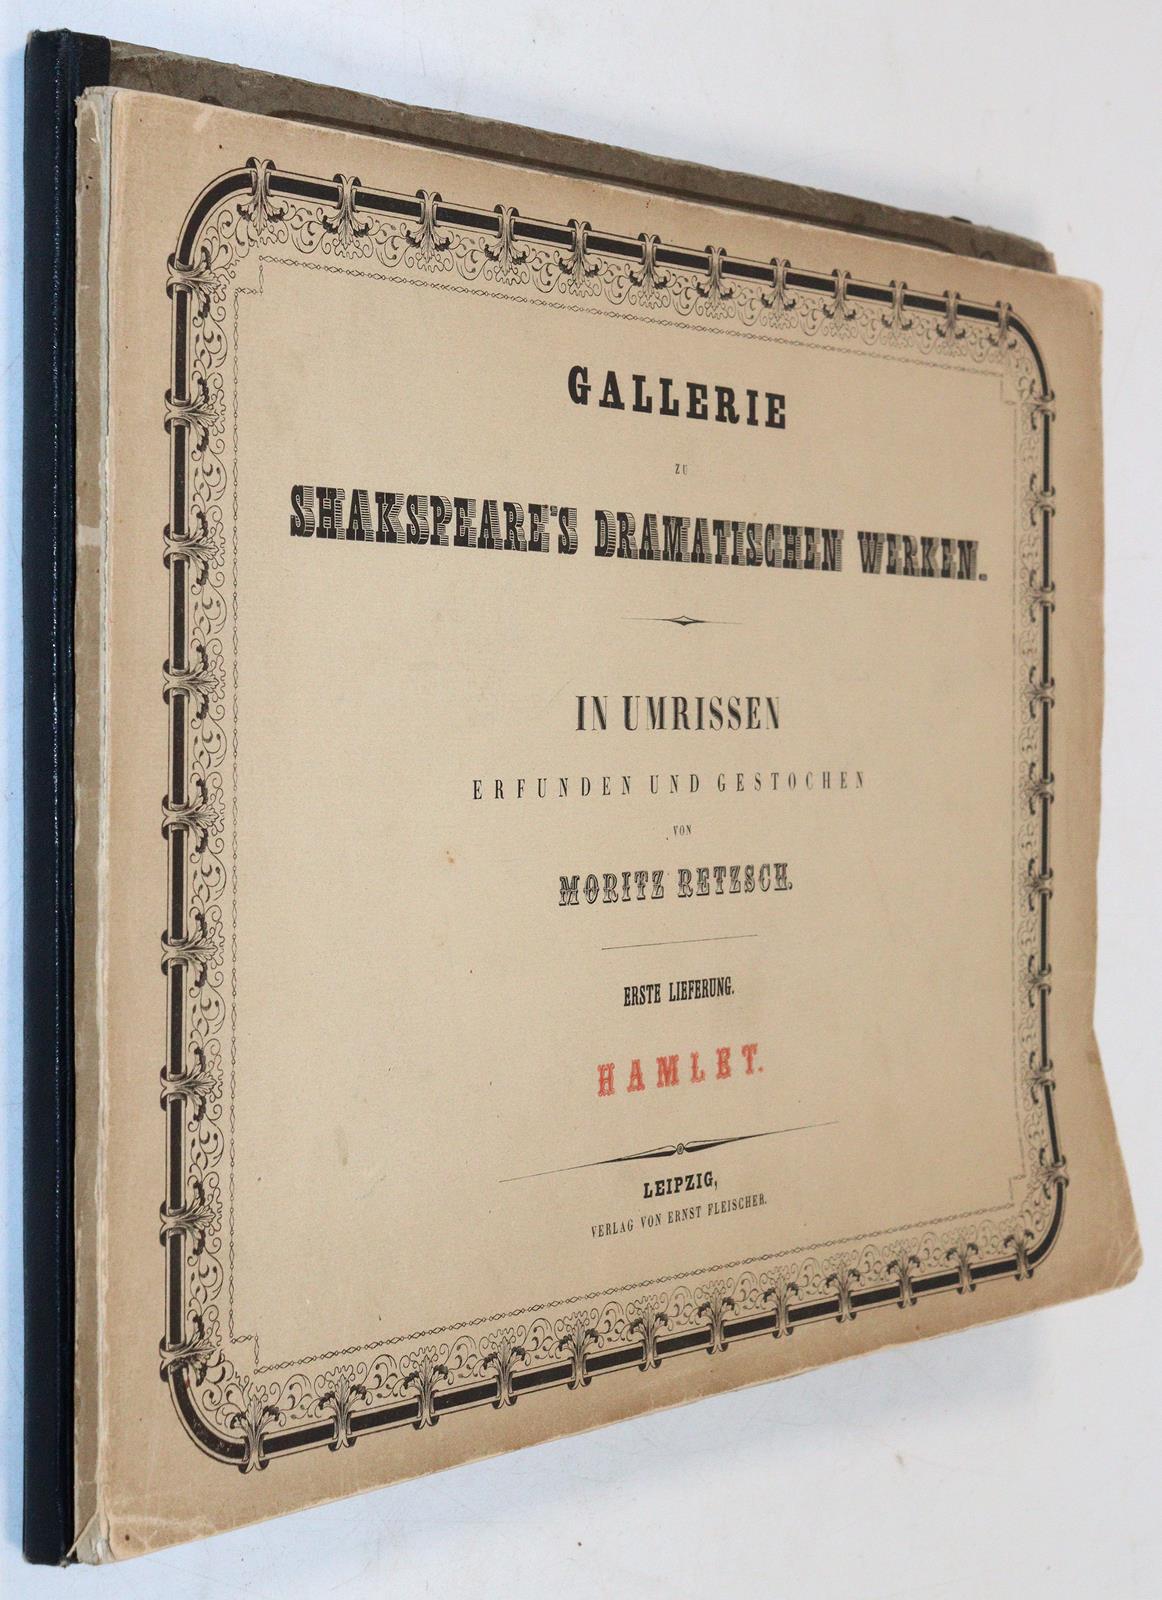 GALLERIE
ZU
SHAKSPEARE'S DRAMATISCHEN WERKEN.
IN UMRISSEN
ERFUNDEN UND GESTOCHEN
VON
MORITZ RETZSCH.
ERSTE LIEFERUNG.
HAMLET.
LEIPZIG,
VERLAG VON ERNST FLEISCHER.